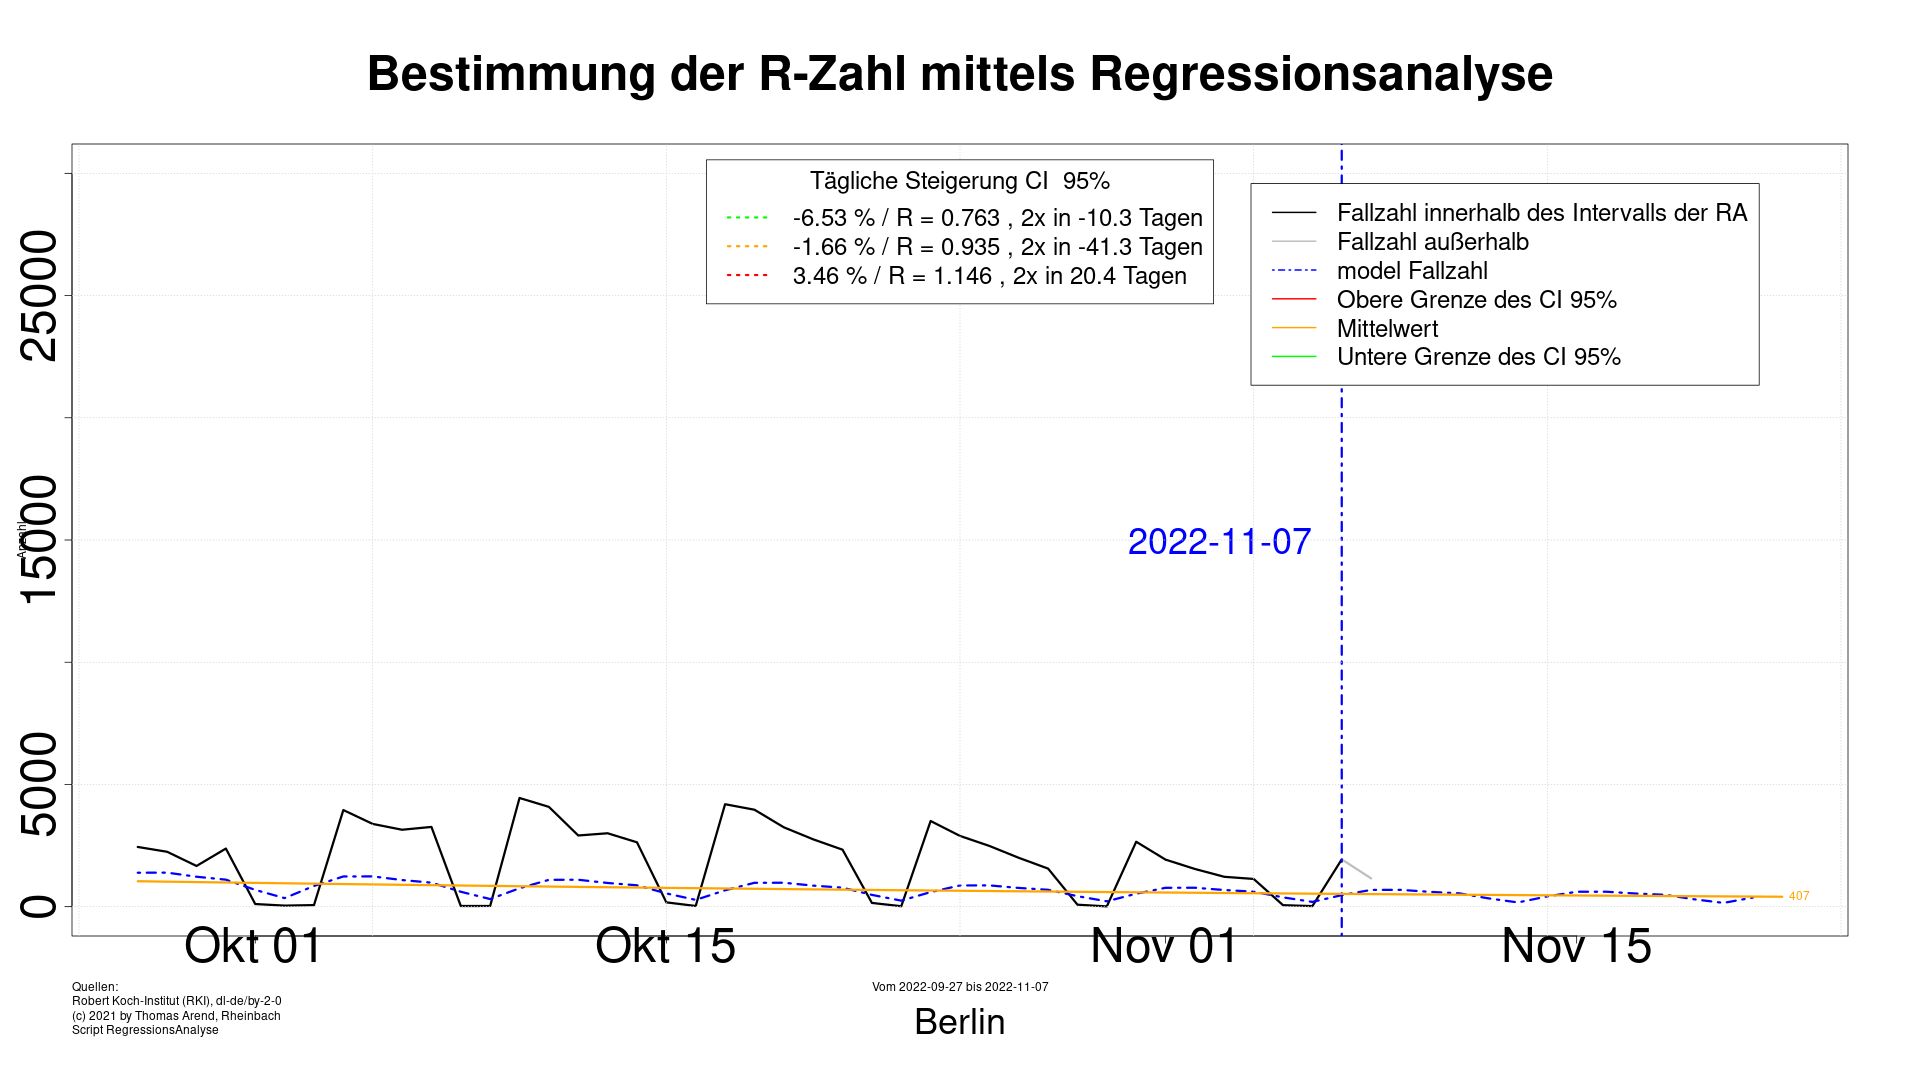 Bestimmung der R-Zahl mittels Regressionsanalyse
Tägliche Steigerung CI 95%
-6.53 % / R = 0.763 , 2x in -10.3 Tagen
-1.66 % / R = 0.935 , 2x in -41.3 Tagen
3.46 % / R = 1.146 , 2x in 20.4 Tagen
Fallzahl innerhalb des Intervalls der RA
Fallzahl außerhalb
model Fallzahl
Obere Grenze des CI 95%
Mittelwert
Untere Grenze des CI 95%
25000
15000
5000
0
Anzahl
2022-11-07
407
Okt 01
Okt 15
Nov 01
Nov 15
Quellen:
Robert Koch-Institut (RKI), dl-de/by-2-0
(c) 2021 by Thomas Arend, Rheinbach
Script RegressionsAnalyse
Vom 2022-09-27 bis 2022-11-07
Berlin